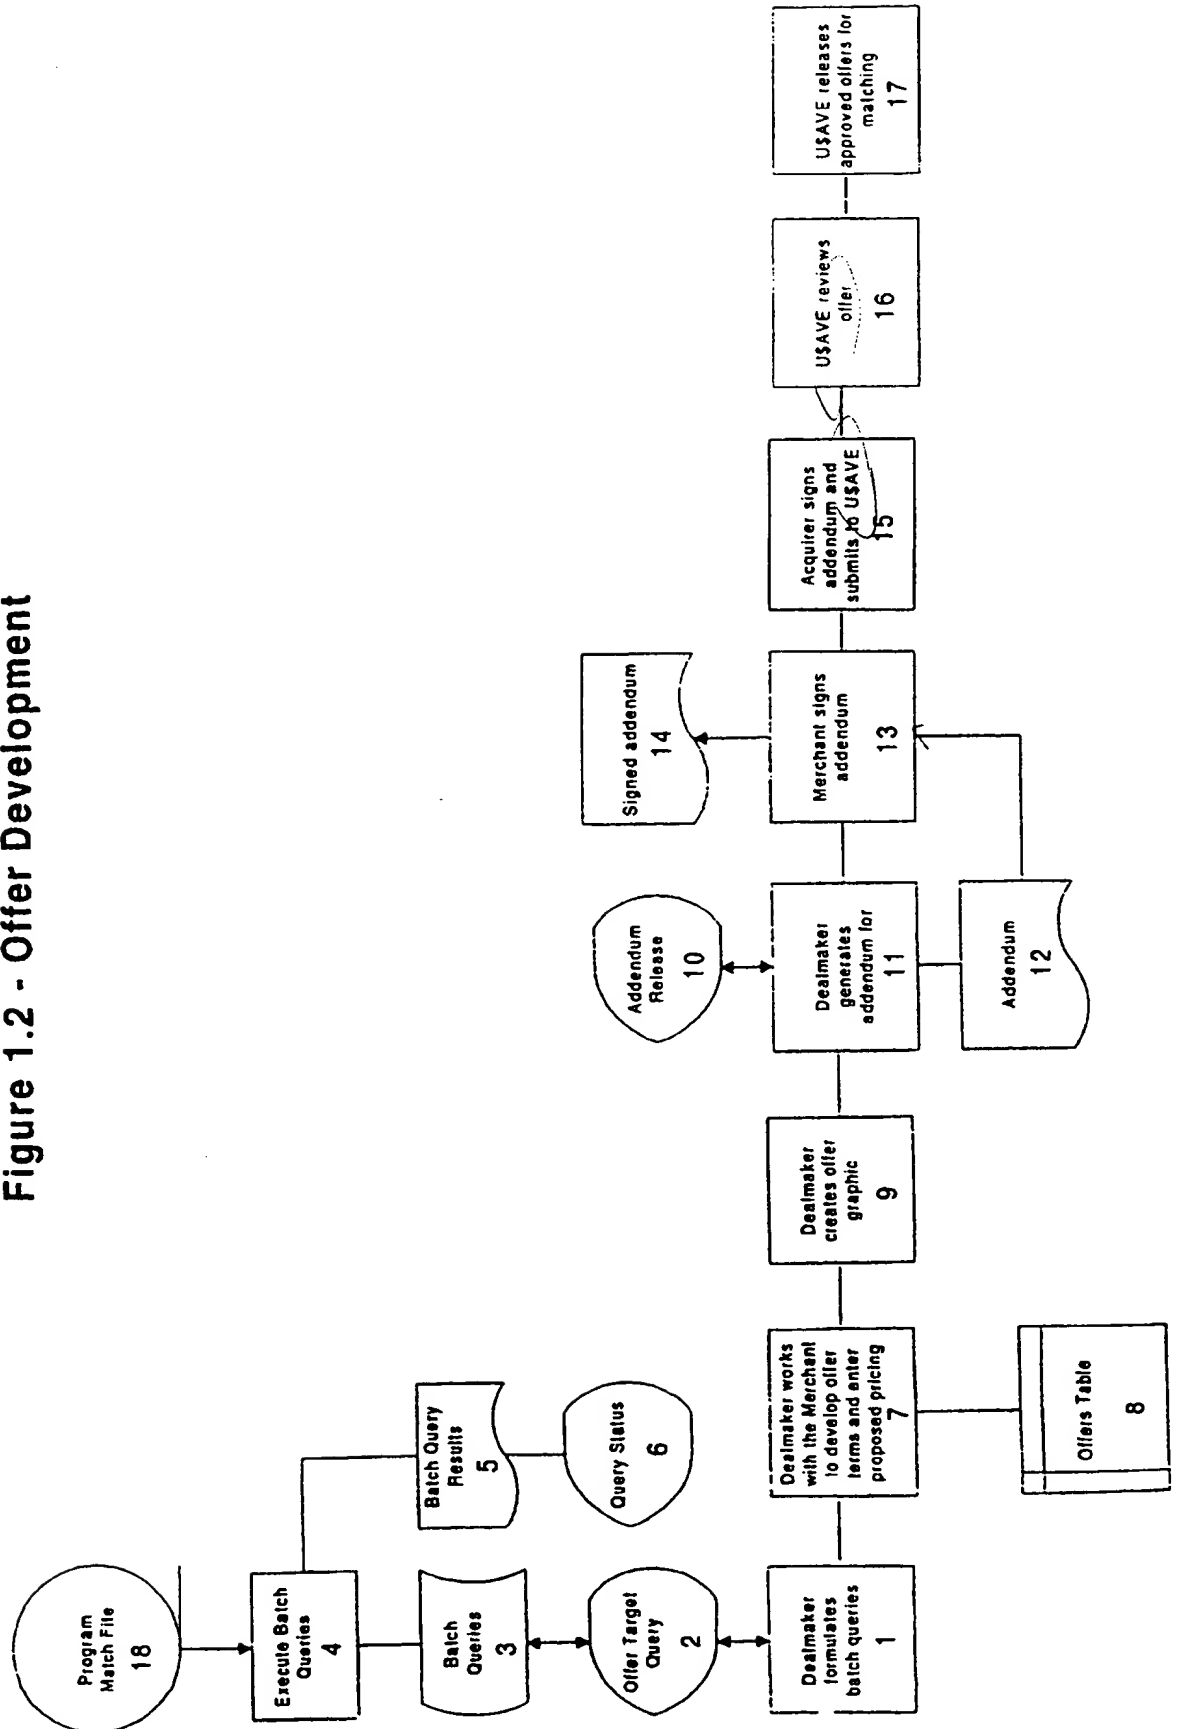 Figure 1.2 - Offer Development
Program
Match File
18
Execute Batch
Queries
4
Batch
Queries
3
Offer Target
Query
2
Dealmaker
formulates
batch queries
1
Batch Query
Results
5
Query Status
6
Dealmaker works
with the Merchant
to develop offer
terms and enter
proposed pricing
7
Offers Table
8
Dealmaker
creates offer
graphic
9
Addendum
Release
10
Dealmaker
generates
addendum for
11
Addendum
12
Signed addendum
14
Merchant signs
addendum
13
Acquirer signs
addendum and
submits to U$AVE
15
U$AVE reviews
offer
16
U$AVE releases
approved offers for
matching
17